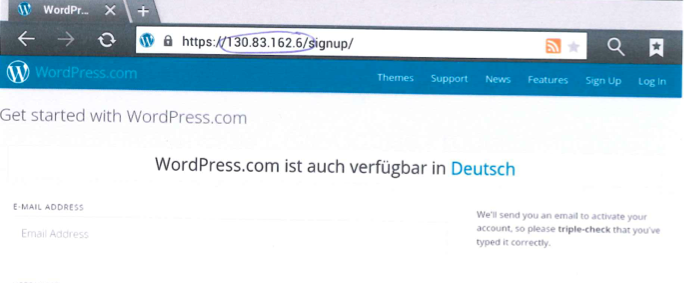 WordPr...
https://130.83.162.6/signup/
WordPress.com
Themes Support News Features Sign Up Log In
Get started with WordPress.com
WordPress.com ist auch verfügbar in Deutsch
E-MAIL ADDRESS
Email Address
We'll send you an email to activate your
account, so please triple-check that you've
typed it correctly.